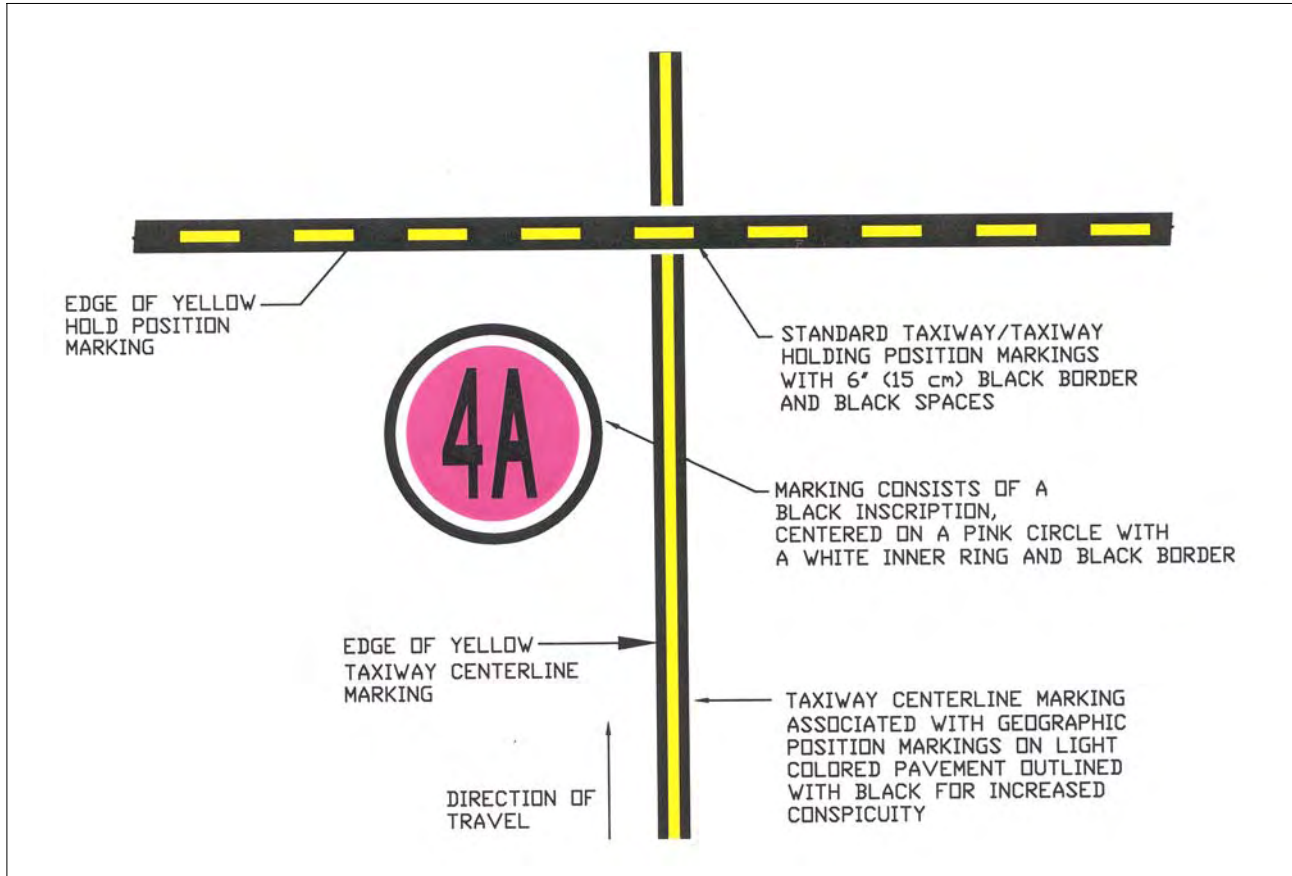 EDGE OF YELLOW
HOLD POSITION
MARKING
STANDARD TAXIWAY/TAXIWAY
HOLDING POSITION MARKINGS
WITH 6" (15 cm) BLACK BORDER
AND BLACK SPACES
4A
MARKING CONSISTS OF A
BLACK INSCRIPTION,
CENTERED ON A PINK CIRCLE WITH
A WHITE INNER RING AND BLACK BORDER
EDGE OF YELLOW
TAXIWAY CENTERLINE
MARKING
TAXIWAY CENTERLINE MARKING
ASSOCIATED WITH GEOGRAPHIC
POSITION MARKINGS ON LIGHT
COLORED PAVEMENT OUTLINED
WITH BLACK FOR INCREASED
CONSPICUITY
DIRECTION OF
TRAVEL